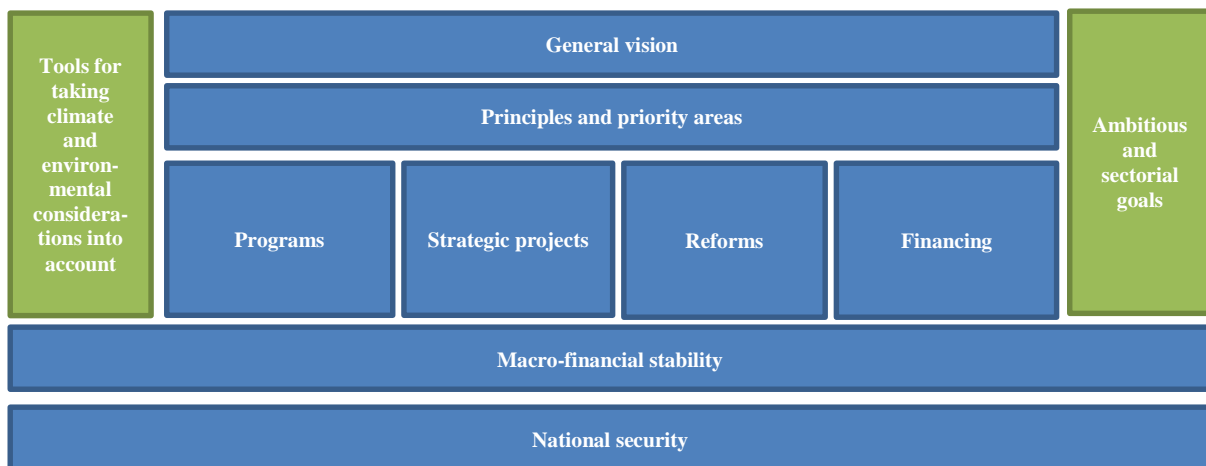 General vision
Tools for
taking
climate
and
environ-
mental
considera-
tions into
account
Principles and priority areas
Ambitious
and
sectorial
goals
Programs
Strategic projects
Reforms
Financing
Macro-financial stability
National security